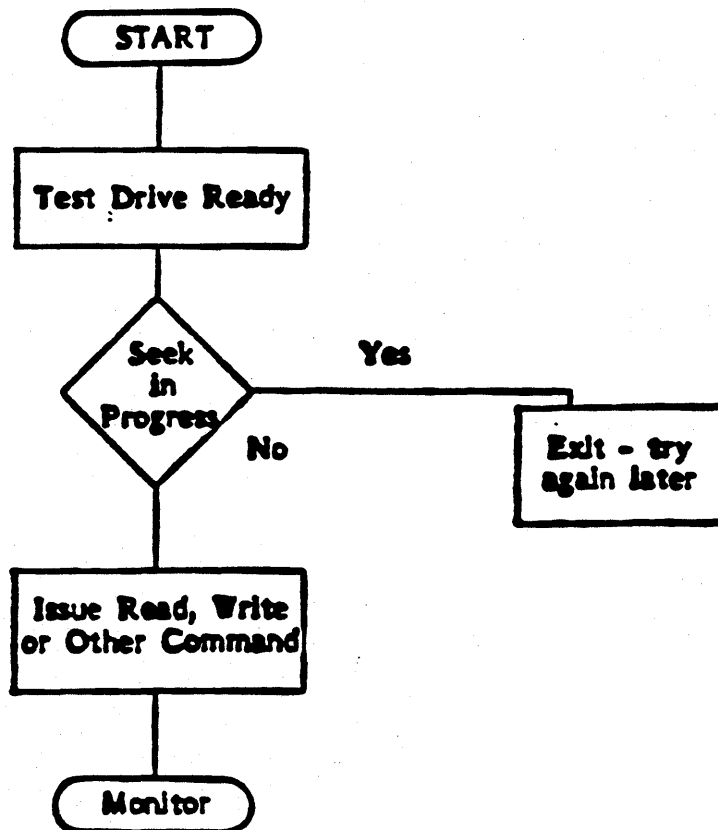 START
Test Drive Ready
Seek
in
Progress
Yes
No
Exit - try
again later
Issue Read, Write
or Other Command
Monitor